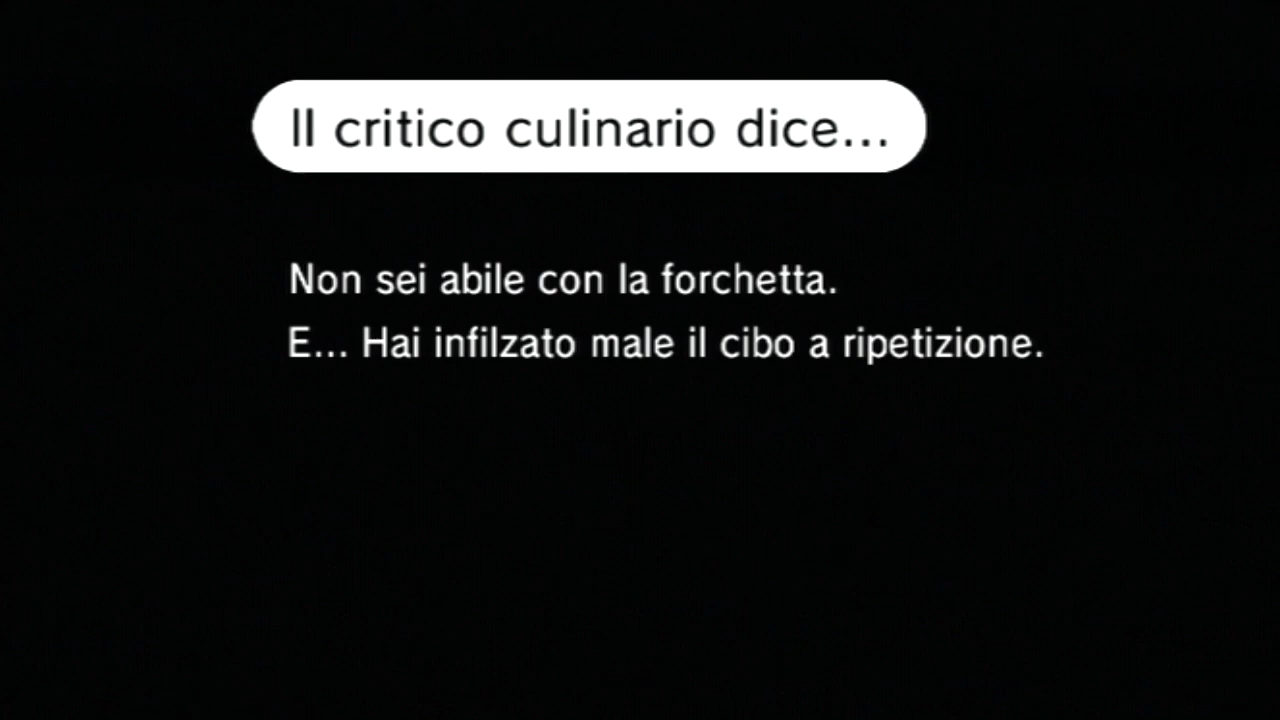 Il critico culinario dice...
Non sei abile con la forchetta.
E... Hai infilzato male il cibo a ripetizione.